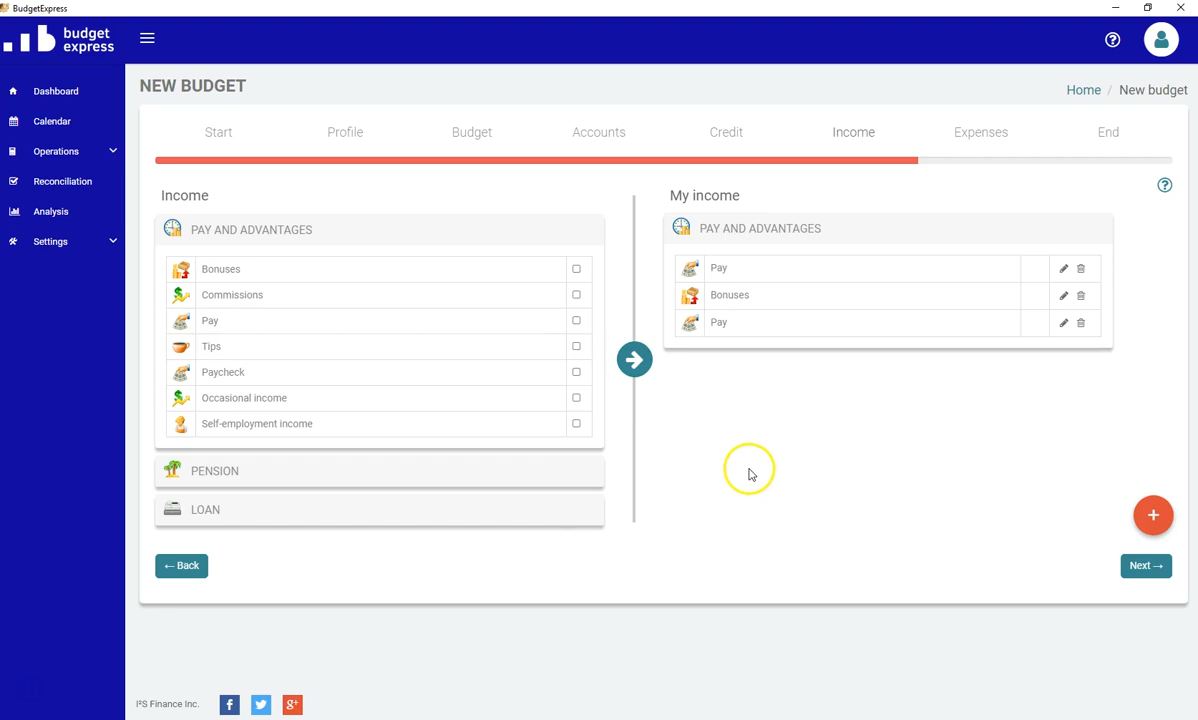 BudgetExpress
budget
express
Dashboard
Calendar
Operations
Reconciliation
Analysis
Settings
NEW BUDGET
Home / New budget
Start Profile Budget Accounts Credit Income Expenses End
Income
PAY AND ADVANTAGES
Bonuses
Commissions
Pay
Tips
Paycheck
Occasional income
Self-employment income
PENSION
LOAN
My income
PAY AND ADVANTAGES
Pay
Bonuses
Pay
+
← Back
Next →
I²S Finance Inc.